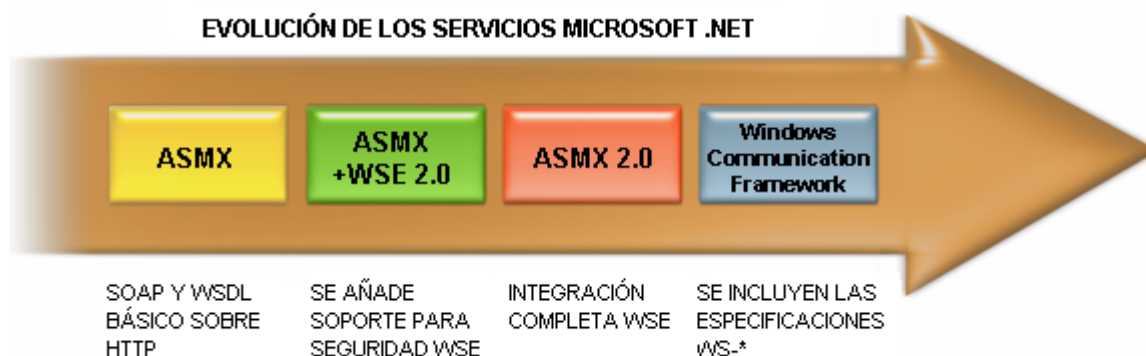 EVOLUCIÓN DE LOS SERVICIOS MICROSOFT .NET
ASMX
ASMX
+WSE 2.0
ASMX 2.0
Windows
Communication
Framework
SOAP Y WSDL
BÁSICO SOBRE
HTTP
SE AÑADE
SOPORTE PARA
SEGURIDAD WSE
INTEGRACIÓN
COMPLETA WSE
SE INCLUYEN LAS
ESPECIFICACIONES
WS-*